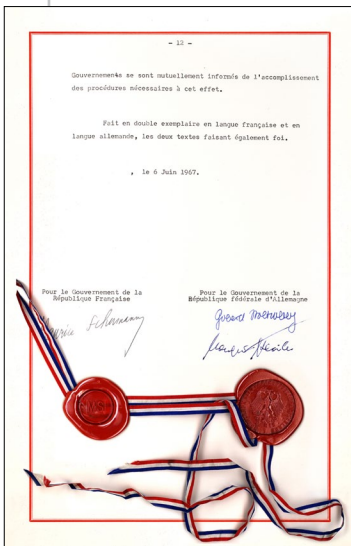 - 12 -
Gouvernements se sont mutuellement informés de l'accomplissement
des procédures nécessaires à cet effet.
Fait en double exemplaire en langue française et en
langue allemande, les deux textes faisant également foi.
, le 6 Juin 1967.
Pour le Gouvernement de la
République Française
Pour le Gouvernement de la
République fédérale d'Allemagne
Maurice Schumann